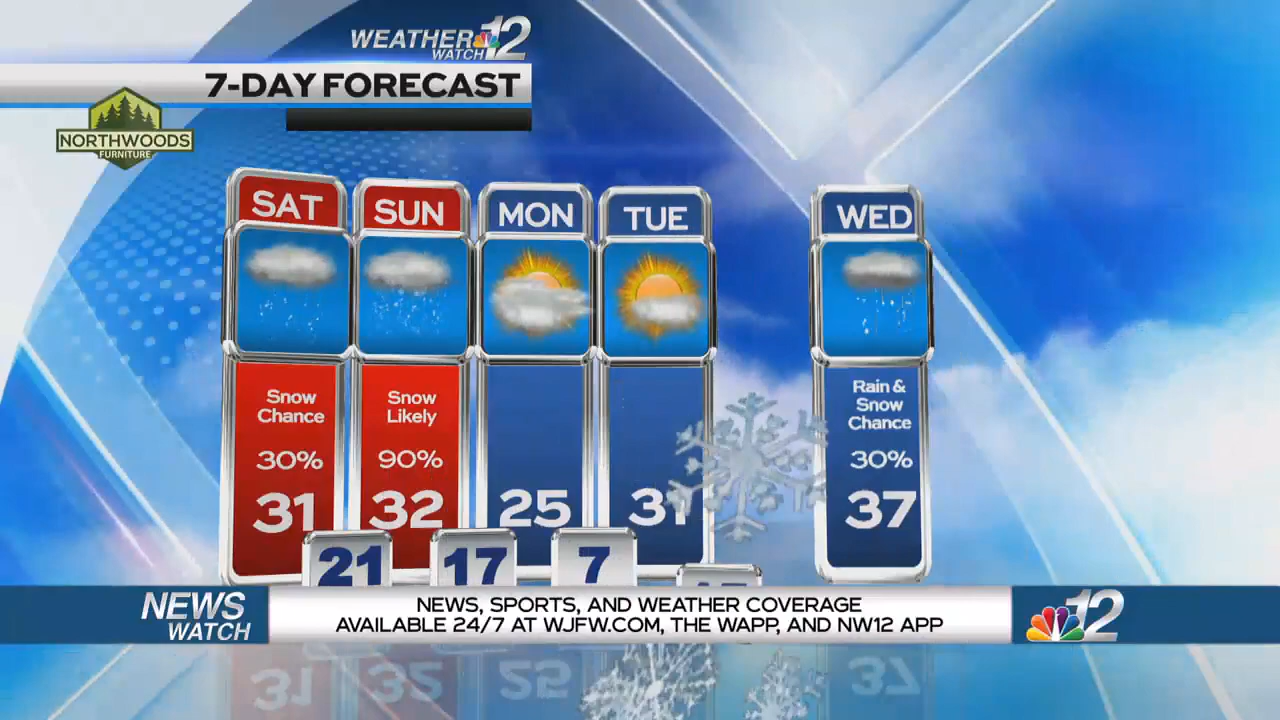 WEATHER 12
WATCH
7-DAY FORECAST
NORTHWOODS
FURNITURE
SAT
SUN
MON
TUE
WED
Snow
Chance
30%
31
Snow
Likely
90%
32
25
31
Rain &
Snow
Chance
30%
37
21
17
7
NEWS
WATCH
NEWS, SPORTS, AND WEATHER COVERAGE
AVAILABLE 24/7 AT WJFW.COM, THE WAPP, AND NW12 APP
12